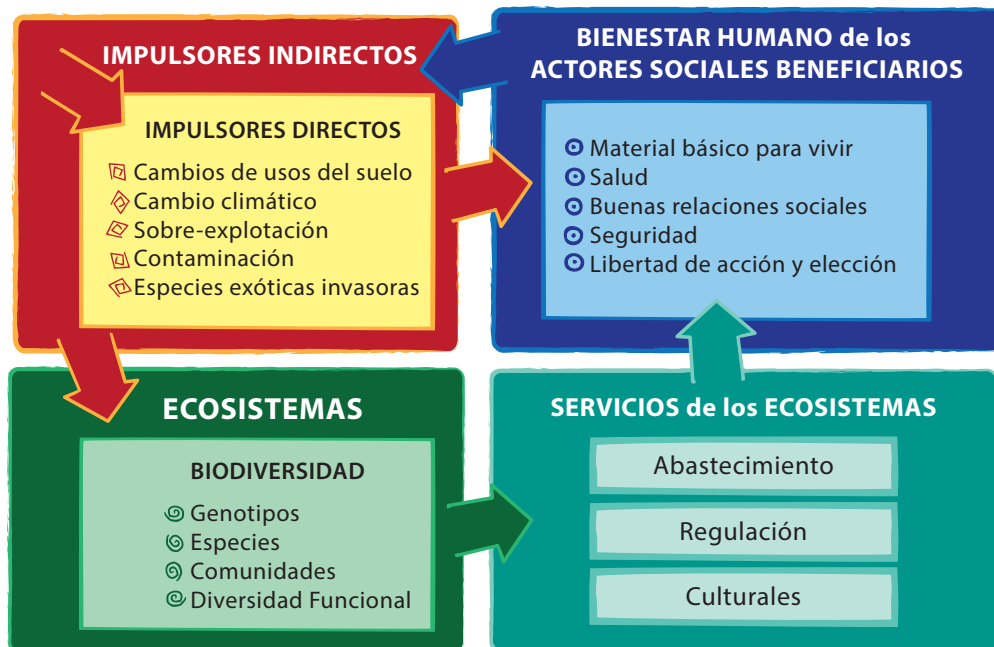 IMPULSORES INDIRECTOS
IMPULSORES DIRECTOS
Cambios de usos del suelo
Cambio climático
Sobre-explotación
Contaminación
Especies exóticas invasoras
BIENESTAR HUMANO de los
ACTORES SOCIALES BENEFICIARIOS
Material básico para vivir
Salud
Buenas relaciones sociales
Seguridad
Libertad de acción y elección
ECOSISTEMAS
BIODIVERSIDAD
Genotipos
Especies
Comunidades
Diversidad Funcional
SERVICIOS de los ECOSISTEMAS
Abastecimiento
Regulación
Culturales